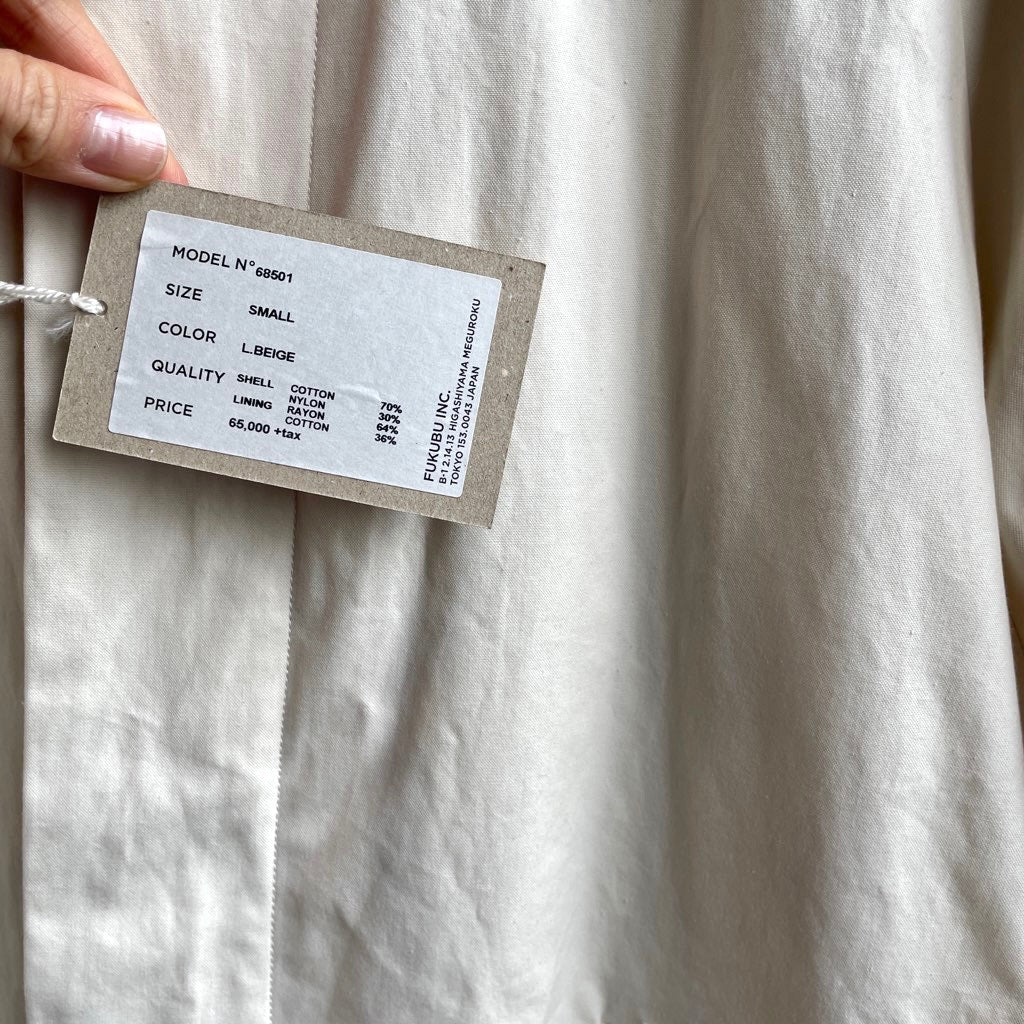 MODEL N° 68501
SIZE SMALL
COLOR L.BEIGE
QUALITY SHELL COTTON 70%
NYLON 30%
LINING RAYON 64%
COTTON 36%
PRICE 65,000 +tax
FUKUBU INC.
B-1 2.14.13 HIGASHIYAMA MEGUROKU
TOKYO 153.0043 JAPAN